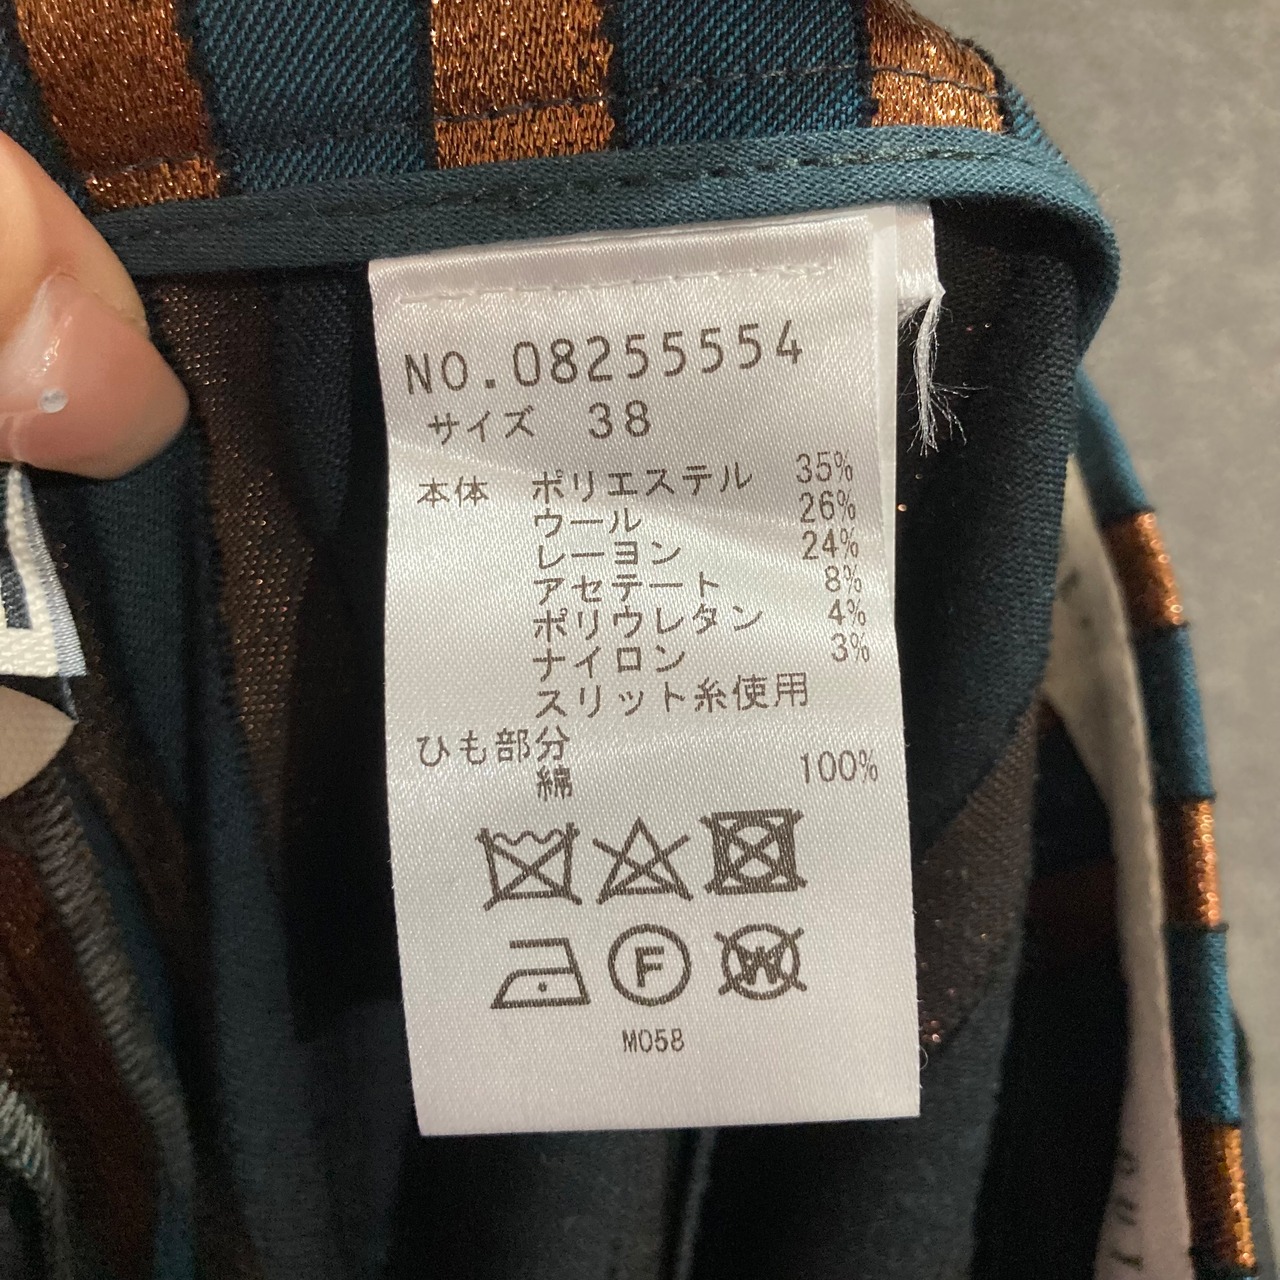 NO.08255554
サイズ 38
本体 ポリエステル 35%
ウール 26%
レーヨン 24%
アセテート 8%
ポリウレタン 4%
ナイロン 3%
スリット糸使用
ひも部分
綿 100%
F
W
M058